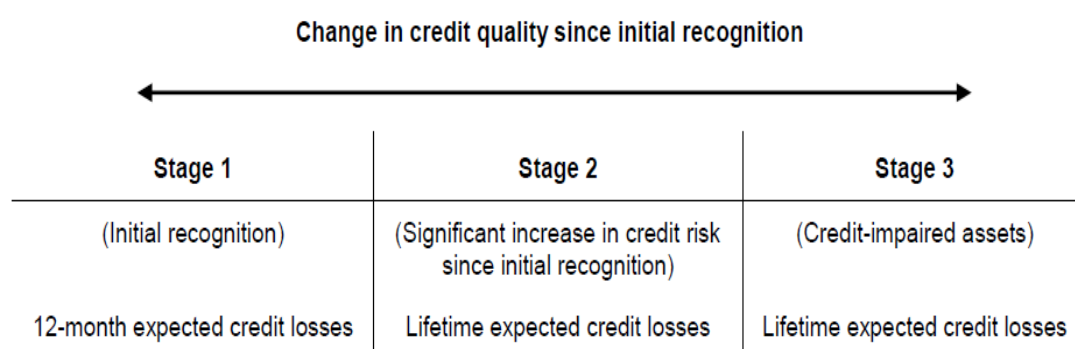 Change in credit quality since initial recognition
Stage 1
Stage 2
Stage 3
(Initial recognition)
(Significant increase in credit risk
since initial recognition)
(Credit-impaired assets)
12-month expected credit losses
Lifetime expected credit losses
Lifetime expected credit losses